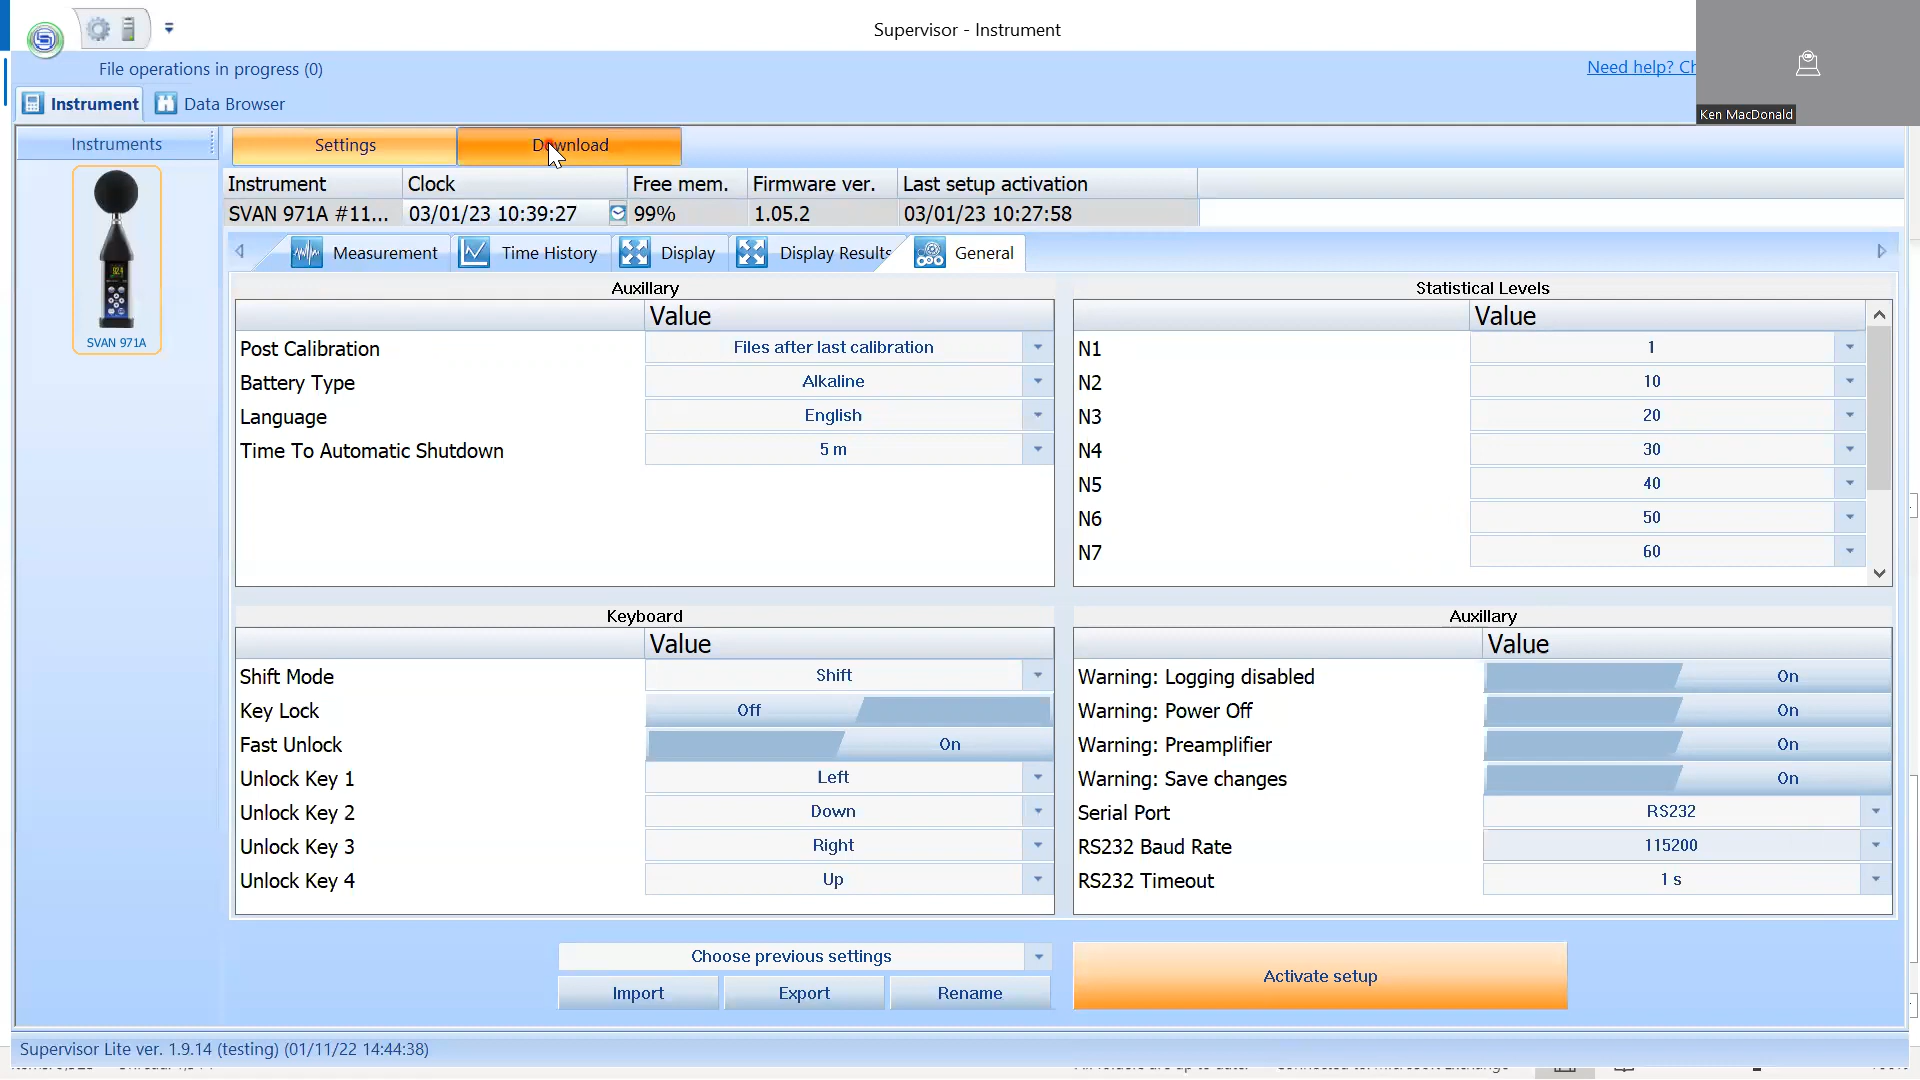 Supervisor - Instrument
File operations in progress (0)
Need help? Ch
Ken MacDonald
Instrument
Data Browser
Instruments
Settings
Download
Instrument Clock Free mem. Firmware ver. Last setup activation
SVAN 971A #11... 03/01/23 10:39:27 99% 1.05.2 03/01/23 10:27:58
Measurement Time History Display Display Results General
SVAN 971A
Auxillary
Value
Post Calibration Files after last calibration
Battery Type Alkaline
Language English
Time To Automatic Shutdown 5 m
Statistical Levels
Value
N1 1
N2 10
N3 20
N4 30
N5 40
N6 50
N7 60
Keyboard
Value
Shift Mode Shift
Key Lock Off
Fast Unlock On
Unlock Key 1 Left
Unlock Key 2 Down
Unlock Key 3 Right
Unlock Key 4 Up
Auxillary
Value
Warning: Logging disabled On
Warning: Power Off On
Warning: Preamplifier On
Warning: Save changes On
Serial Port RS232
RS232 Baud Rate 115200
RS232 Timeout 1 s
Choose previous settings
Import Export Rename
Activate setup
Supervisor Lite ver. 1.9.14 (testing) (01/11/22 14:44:38)